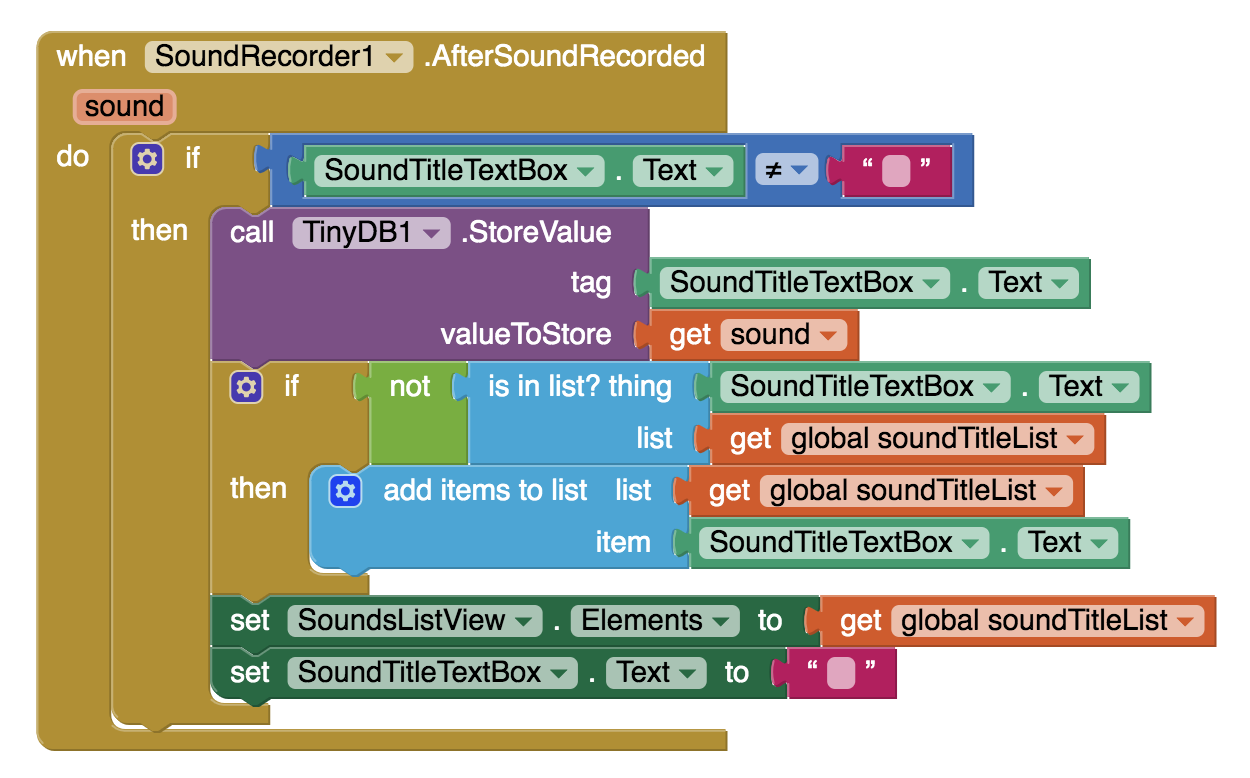 when SoundRecorder1 .AfterSoundRecorded
sound
do if SoundTitleTextBox . Text ≠ “ ”
then call TinyDB1 .StoreValue
tag SoundTitleTextBox . Text
valueToStore get sound
if not is in list? thing SoundTitleTextBox . Text
list get global soundTitleList
then add items to list list get global soundTitleList
item SoundTitleTextBox . Text
set SoundsListView . Elements to get global soundTitleList
set SoundTitleTextBox . Text to “ ”